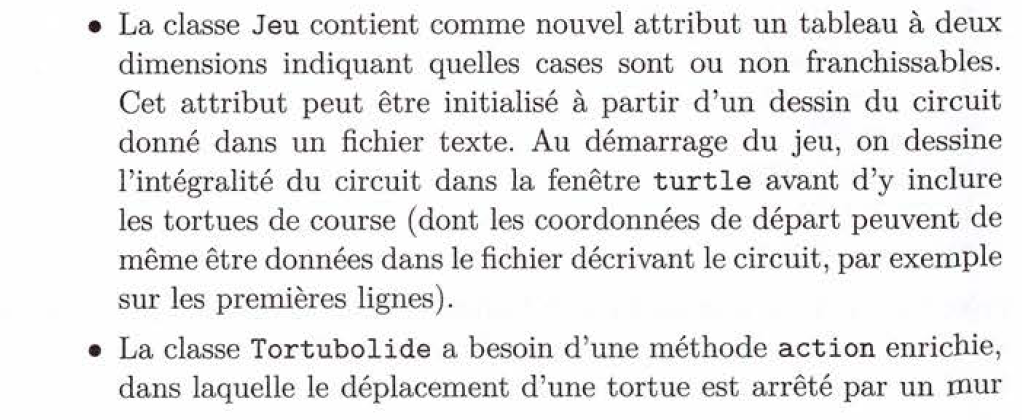 • La classe Jeu contient comme nouvel attribut un tableau à deux
dimensions indiquant quelles cases sont ou non franchissables.
Cet attribut peut être initialisé à partir d'un dessin du circuit
donné dans un fichier texte. Au démarrage du jeu, on dessine
l'intégralité du circuit dans la fenêtre turtle avant d'y inclure
les tortues de course (dont les coordonnées de départ peuvent de
même être données dans le fichier décrivant le circuit, par exemple
sur les premières lignes).
• La classe Tortubolide a besoin d'une méthode action enrichie,
dans laquelle le déplacement d'une tortue est arrêté par un mur